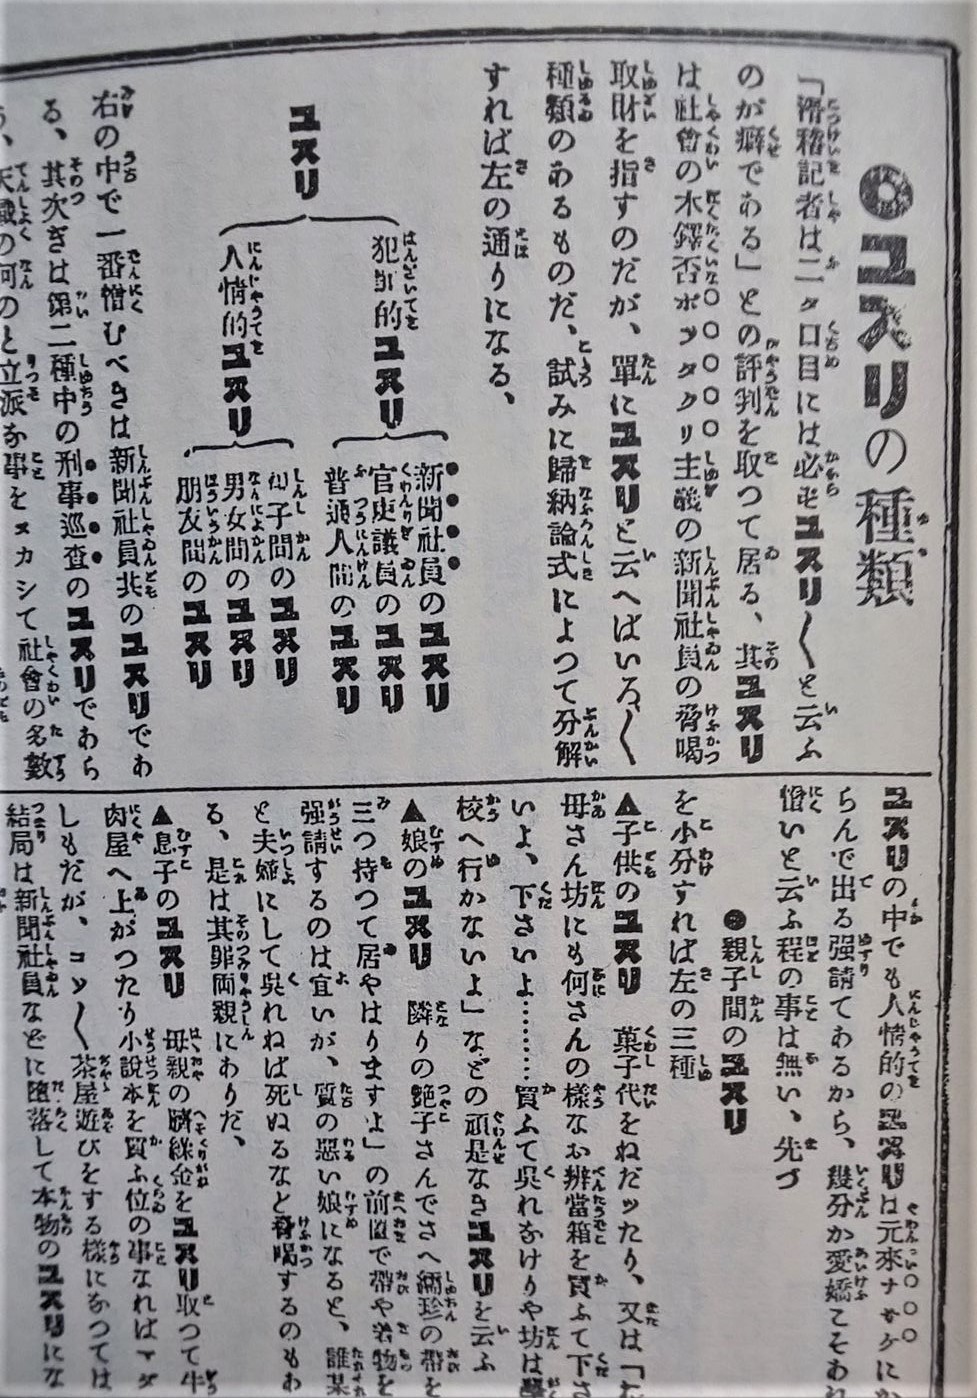 ◎ユスリの種類
「滑稽記者は二タ口目には必ずユスリ〱と云ふ
のが癖である」との評判を取つて居る、其ユスリ
は社會の木鐸否ボツタクリ主義の新聞社員の脅喝
取財を指すのだが、單にユスリと云へばいろ〱
種類のあるものだ、試みに歸納論式によつて分解
すれば左の通りになる、
ユスリ
犯罪的ユスリ
新聞社員のユスリ
官吏議員のユスリ
普通人間のユスリ
人情的ユスリ
親子間のユスリ
男女間のユスリ
朋友間のユスリ
右の中で一番憎むべきは新聞社員共のユスリであ
る、其次ぎは第二種中の刑事巡査のユスリであら
う、天職の何のと立派な事をヌカシて社會の名數
ユスリの中でも人情的のユスリは元來ナサケに
らんで出る强請であるから、幾分か愛嬌こそあれ
憎いと云ふ程の事は無い、先づ
●親子間のユスリ
を小分すれば左の三種
▲子供のユスリ 菓子代をねだッたり、又は「
母さん坊にも何さんの樣なお辨當箱を買ふて下さ
いよ、下さいよ………買ふて吳れなけりや坊は學
校へ行かないよ」などの頑是なきユスリを云ふ
▲娘のユスリ 隣りの艶子さんでさへ繻珍の帶を
三つ持つて居やはりますよ」の前置で帶や着物を
强請するのは宜いが、質の惡い娘になると、誰某
と夫婦にして吳れねば死ぬるなと脅喝するのもあ
る、是は其罪両親にありだ、
▲息子のユスリ 母親の臍繰金をユスリ取つて牛
肉屋へ上がつたり小說本を買ふ位の事なればマダ
しもだが、コソ〱茶屋遊びをする樣になつては
結局は新聞社員などに墮落して本物のユスリにな